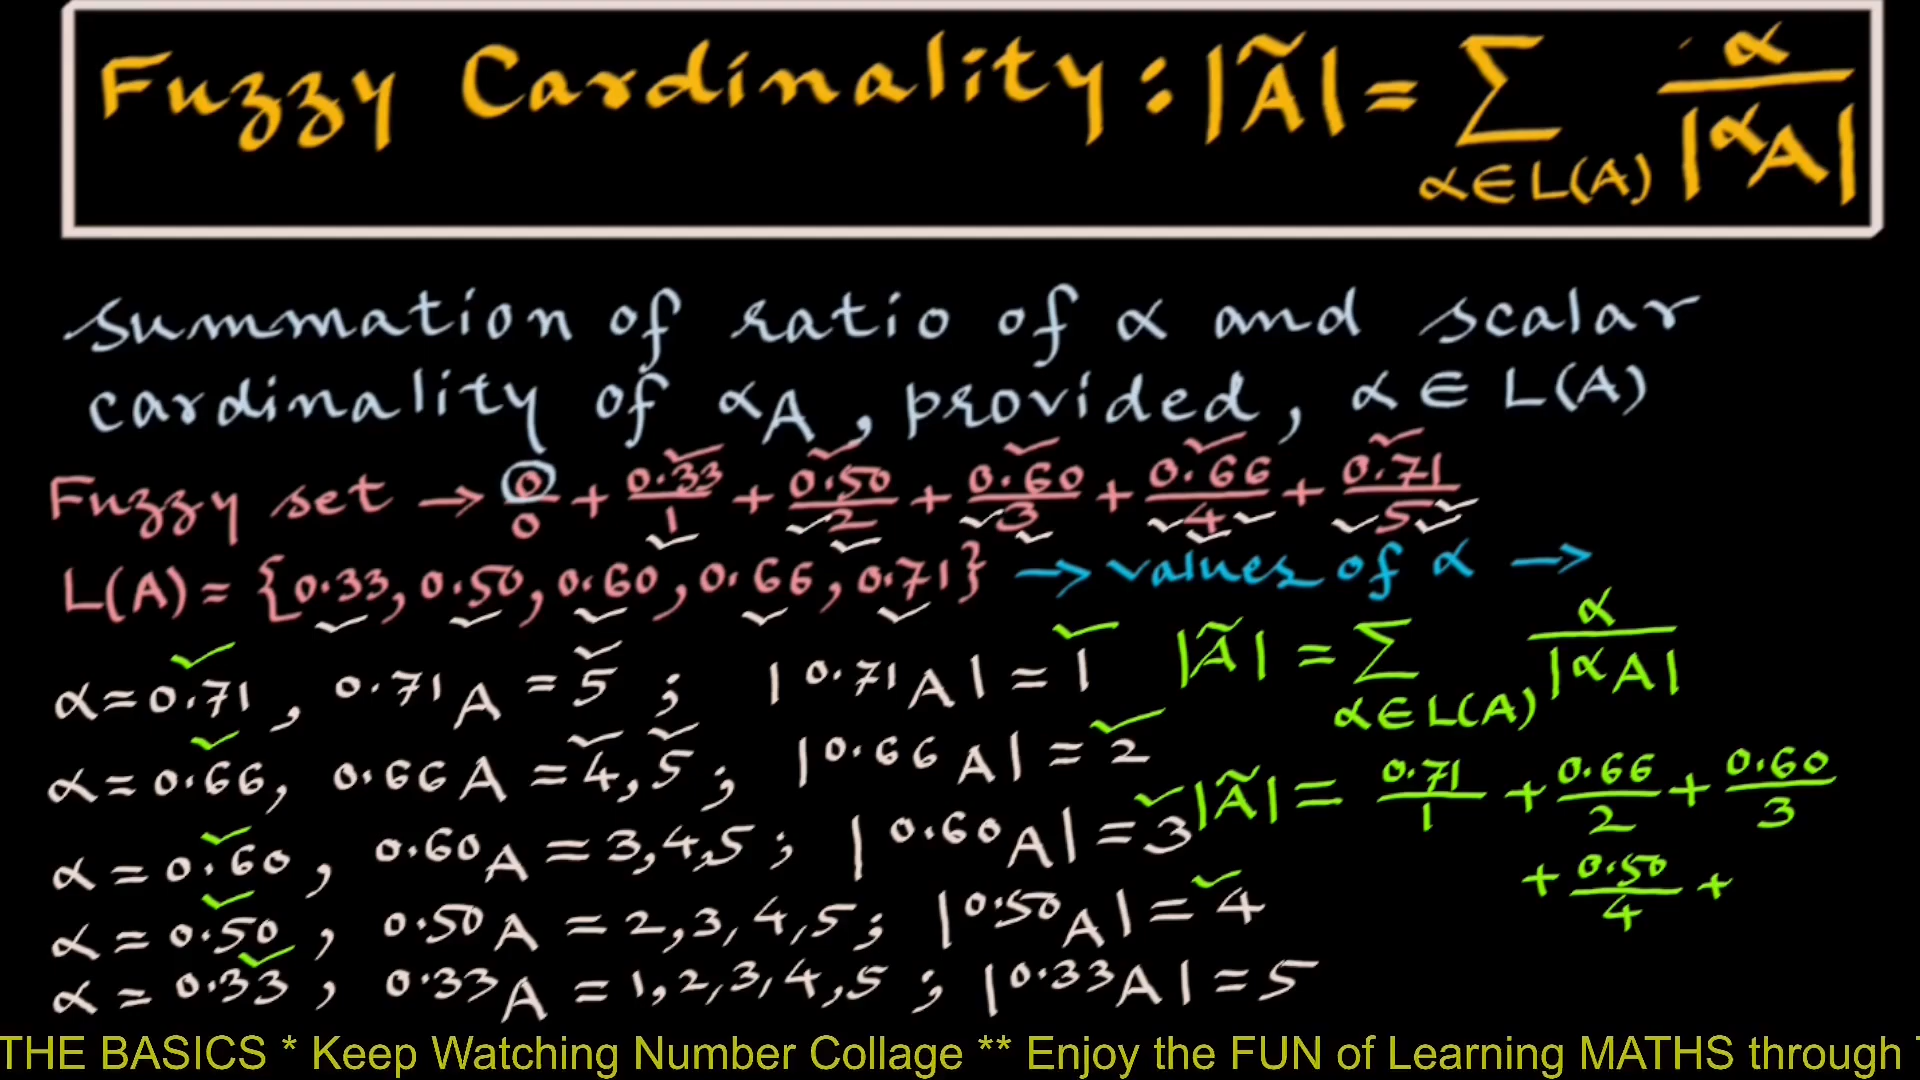 Fuzzy Cardinality: |Ã| = ∑ α∈L(A) α/|αA|
summation of ratio of α and scalar
cardinality of αA, provided, α ∈ L(A)
Fuzzy set → 0/0 + 0.33/1 + 0.50/2 + 0.60/3 + 0.66/4 + 0.71/5
L(A) = {0.33, 0.50, 0.60, 0.66, 0.71} → values of α →
α = 0.71, 0.71A = 5 ; |0.71A| = 1
α = 0.66, 0.66A = 4, 5 ; |0.66A| = 2
α = 0.60, 0.60A = 3,4,5 ; |0.60A| = 3
α = 0.50, 0.50A = 2,3,4,5 ; |0.50A| = 4
α = 0.33, 0.33A = 1,2,3,4,5 ; |0.33A| = 5
|Ã| = ∑ α∈L(A) α/|αA|
|Ã| = 0.71/1 + 0.66/2 + 0.60/3
+ 0.50/4 +
THE BASICS * Keep Watching Number Collage ** Enjoy the FUN of Learning MATHS through